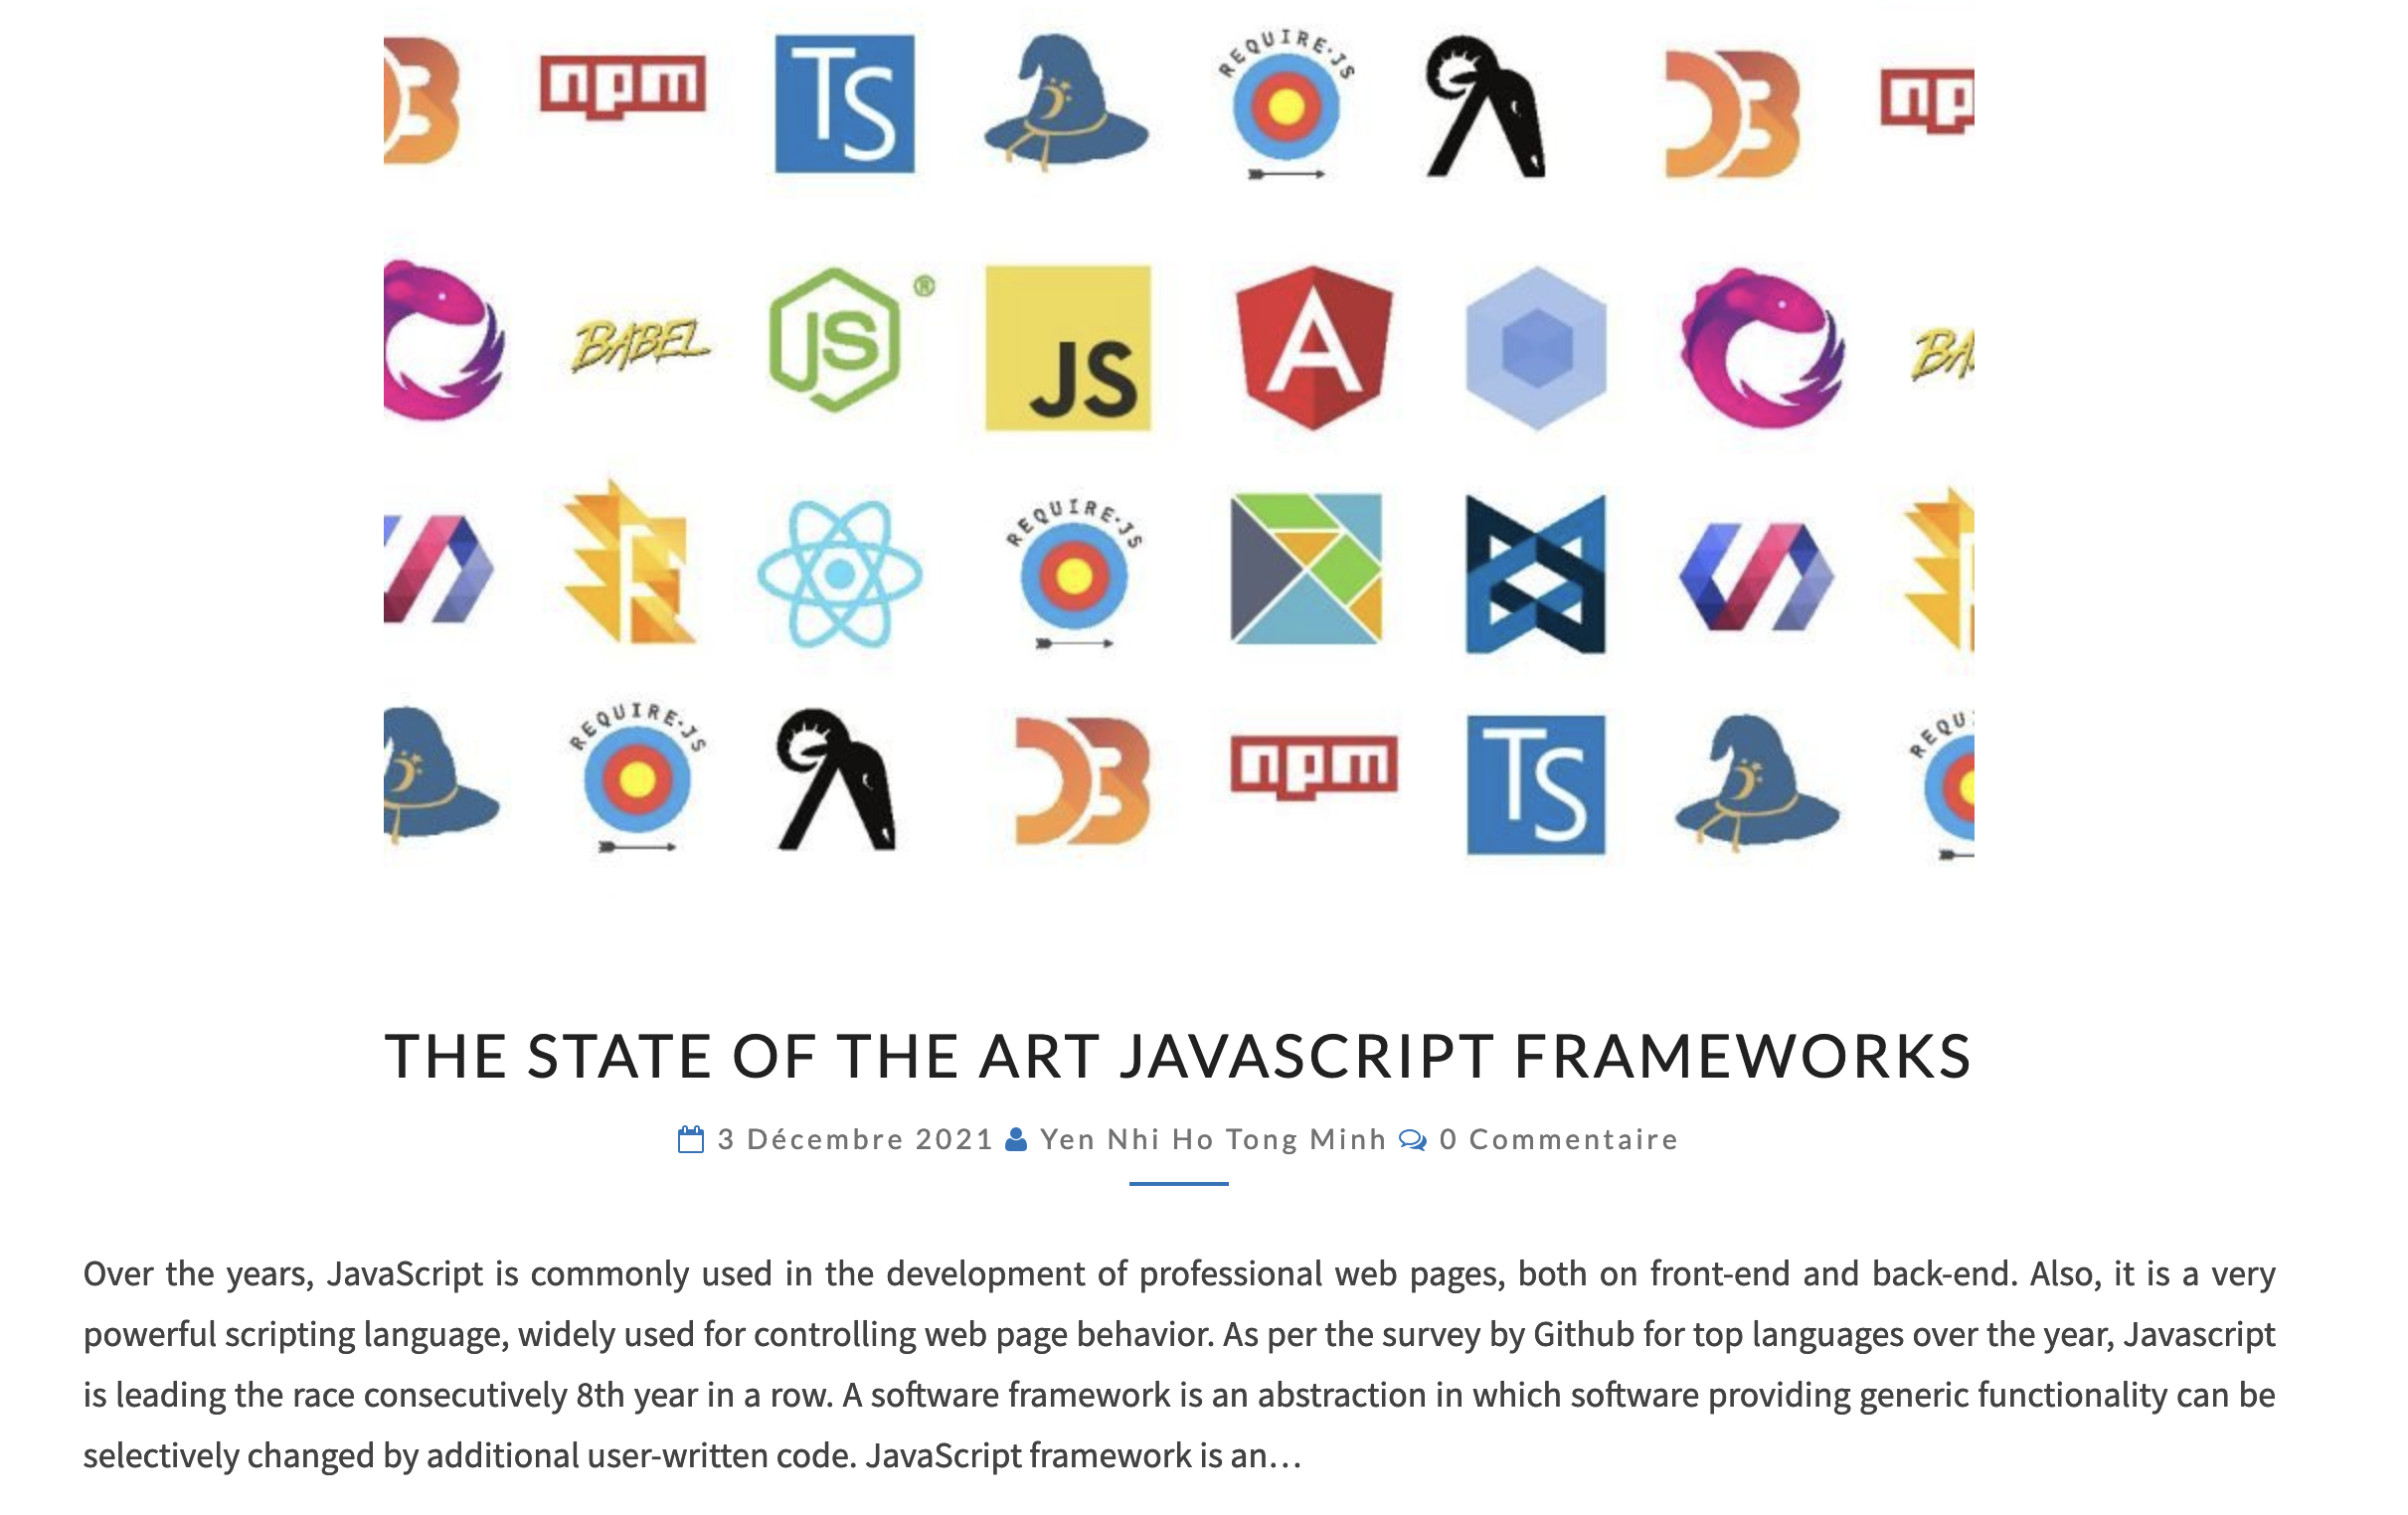 npm TS REQUIRE·JS D3 np
BABEL JS ® JS A BA
REQUIRE·JS
REQUIRE·JS D3 npm TS REQU
THE STATE OF THE ART JAVASCRIPT FRAMEWORKS
3 Décembre 2021 Yen Nhi Ho Tong Minh 0 Commentaire
Over the years, JavaScript is commonly used in the development of professional web pages, both on front-end and back-end. Also, it is a very
powerful scripting language, widely used for controlling web page behavior. As per the survey by Github for top languages over the year, Javascript
is leading the race consecutively 8th year in a row. A software framework is an abstraction in which software providing generic functionality can be
selectively changed by additional user-written code. JavaScript framework is an…